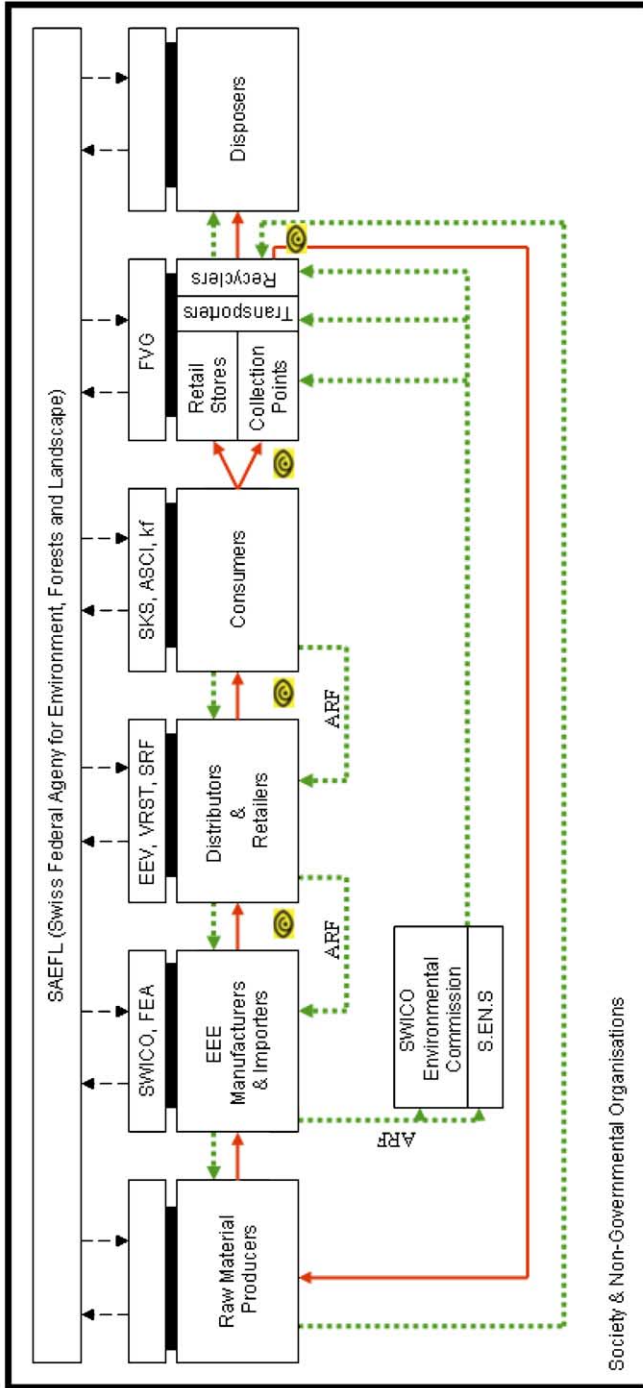 SAEFL (Swiss Federal Ageny for Environment, Forests and Landscape)
SWICO, FEA
EEV, VRST, SRF
SKS, ASCI, kf
FVG
Raw Material
Producers
EEE
Manufacturers
& Importers
Distributors
&
Retailers
Consumers
Retail
Stores
Collection
Points
Transporters
Recyclers
Disposers
ARF
ARF
ARF
SWICO
Environmental
Commission
S.EN.S
Society & Non-Governmental Organisations